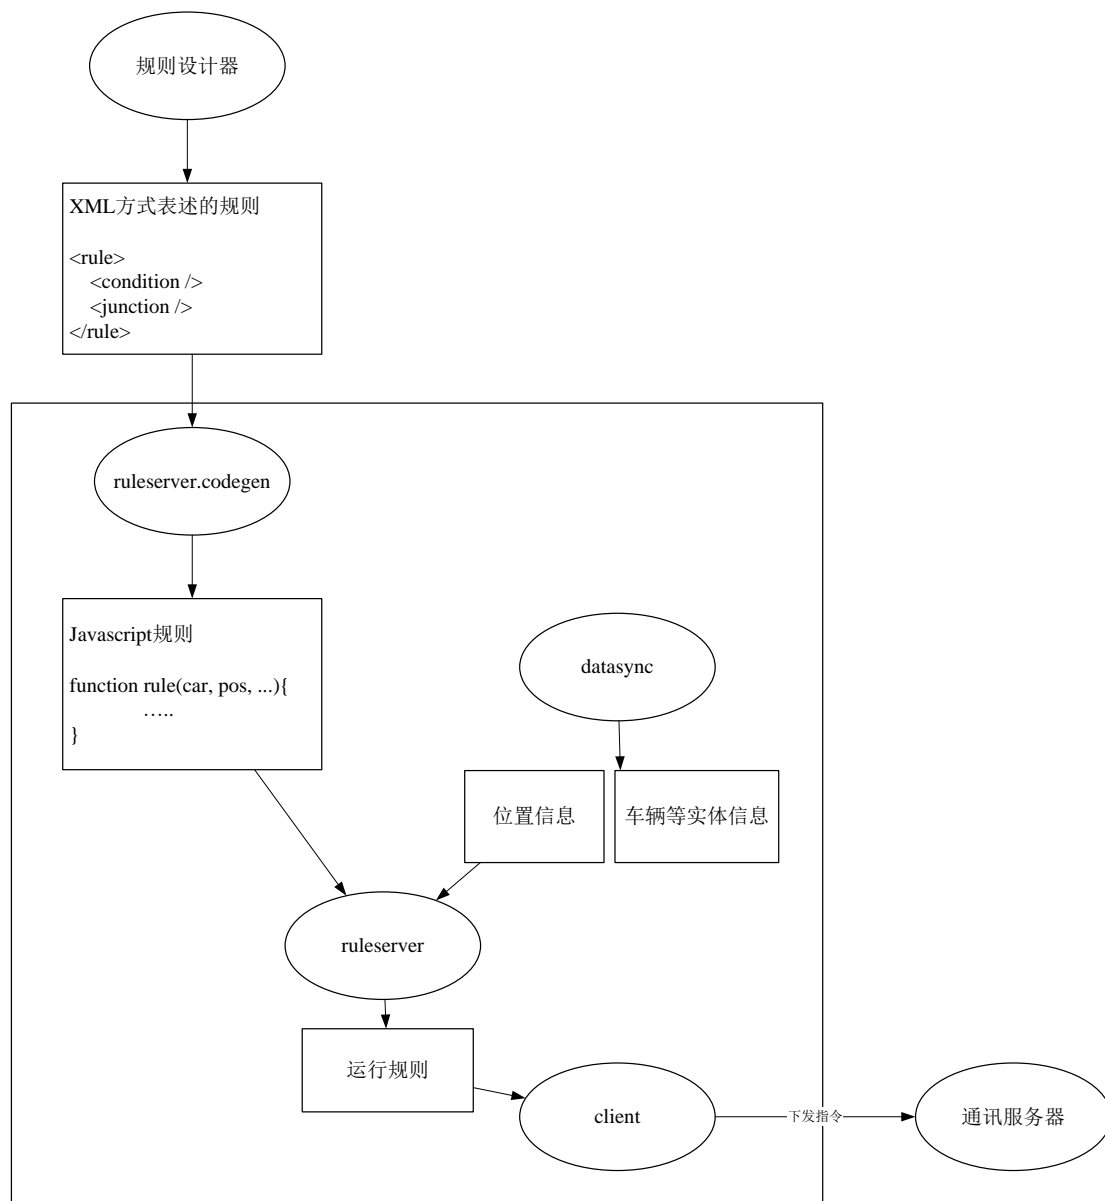 规则设计器
XML方式表述的规则
<rule>
<condition />
<junction />
</rule>
ruleserver.codegen
Javascript规则
function rule(car, pos, ...){
…..
}
datasync
位置信息
车辆等实体信息
ruleserver
运行规则
client
下发指令
通讯服务器